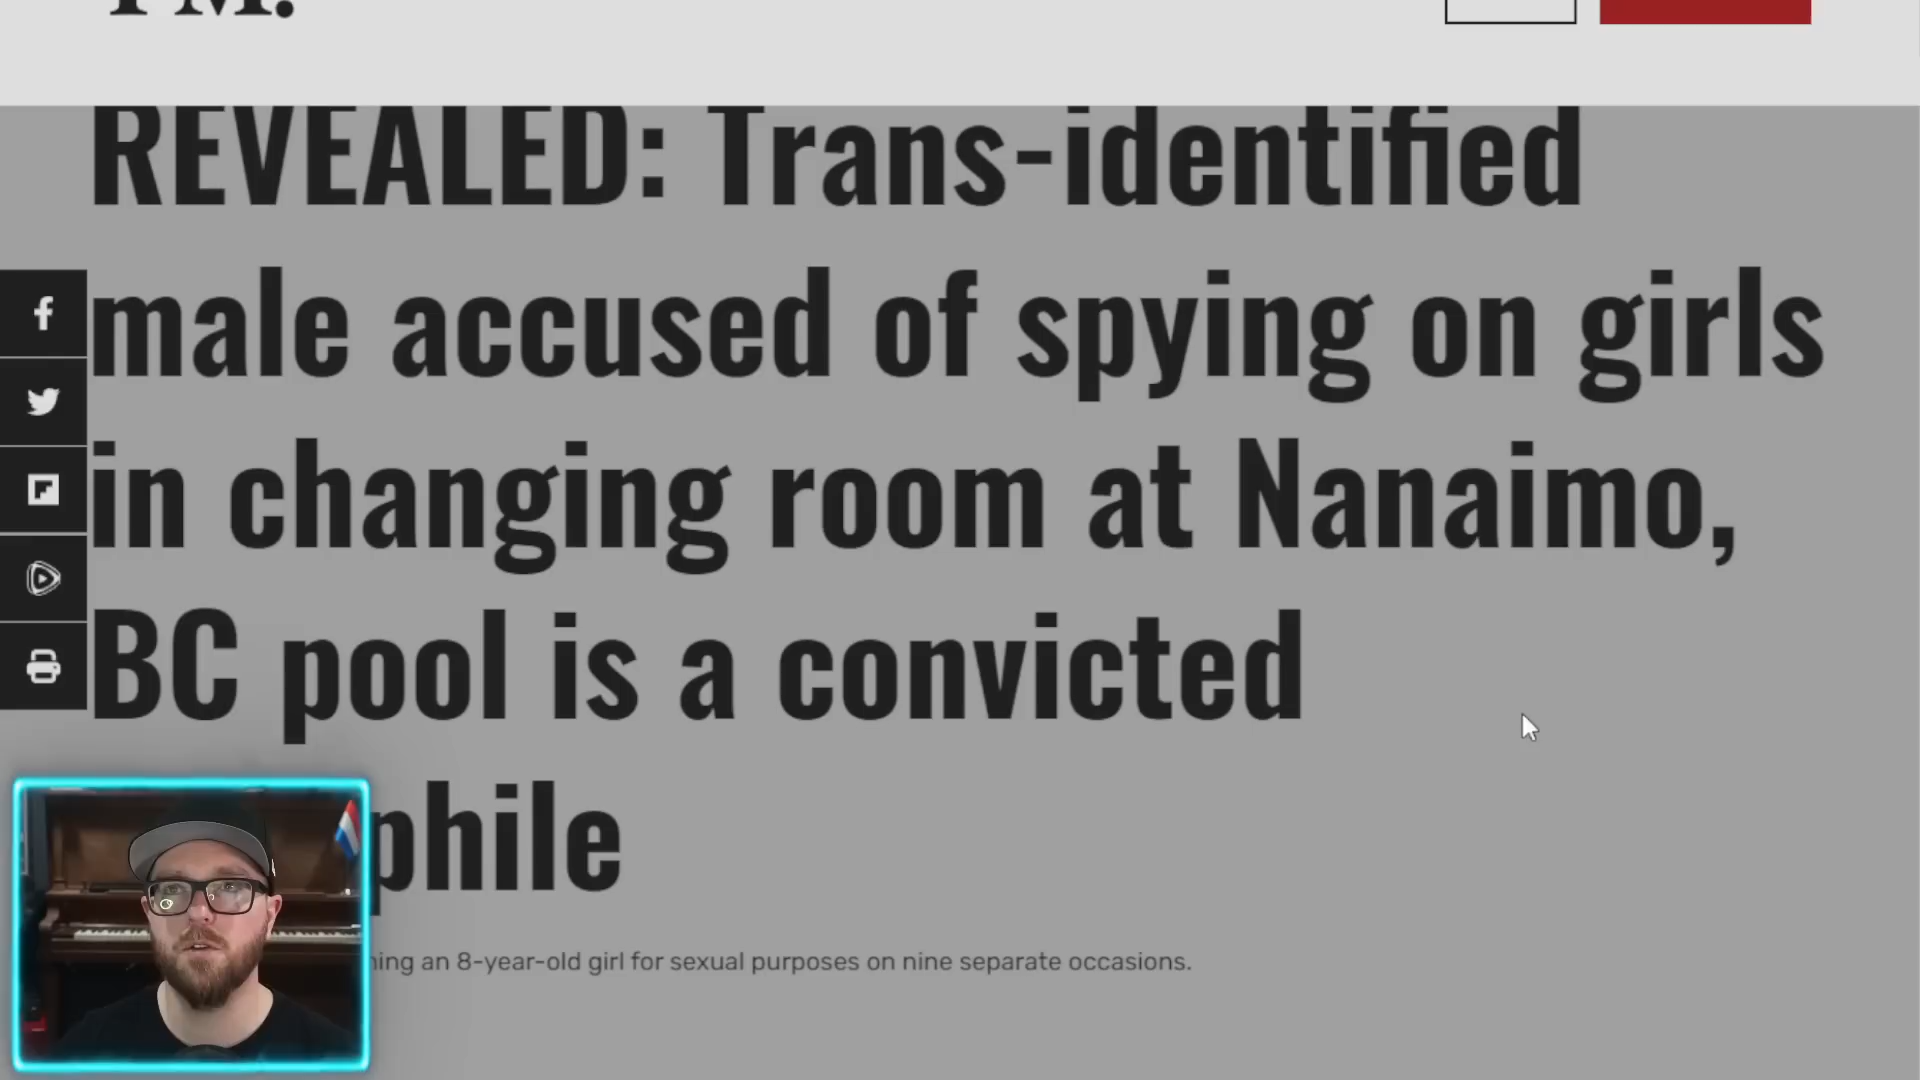 REVEALED: Trans-identified
male accused of spying on girls
in changing room at Nanaimo,
BC pool is a convicted
phile
an 8-year-old girl for sexual purposes on nine separate occasions.